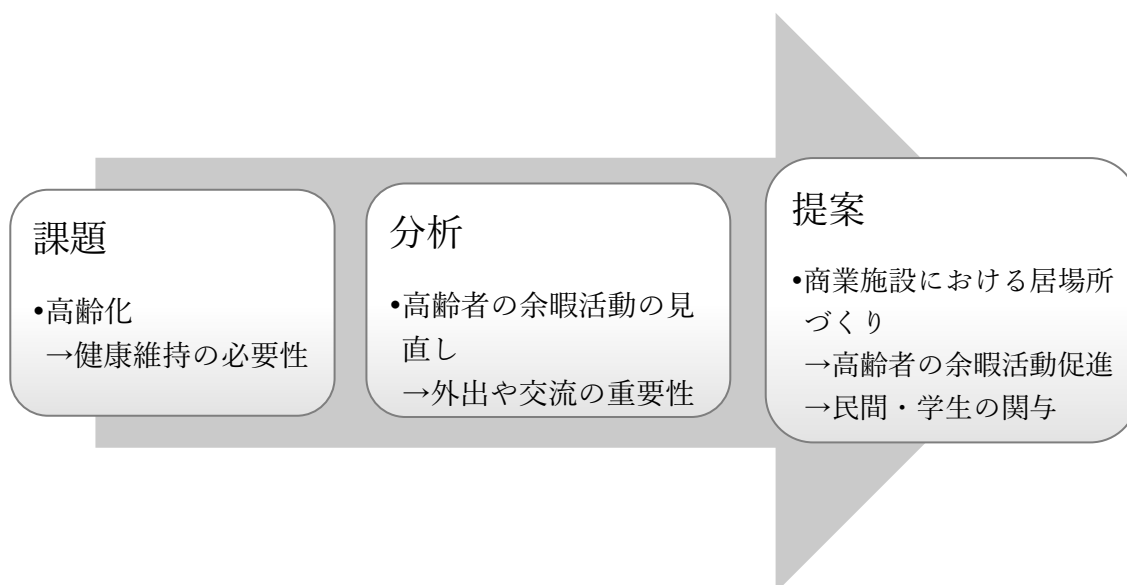 課題
•高齢化
→健康維持の必要性
分析
•高齢者の余暇活動の見
直し
→外出や交流の重要性
提案
•商業施設における居場所
づくり
→高齢者の余暇活動促進
→民間・学生の関与